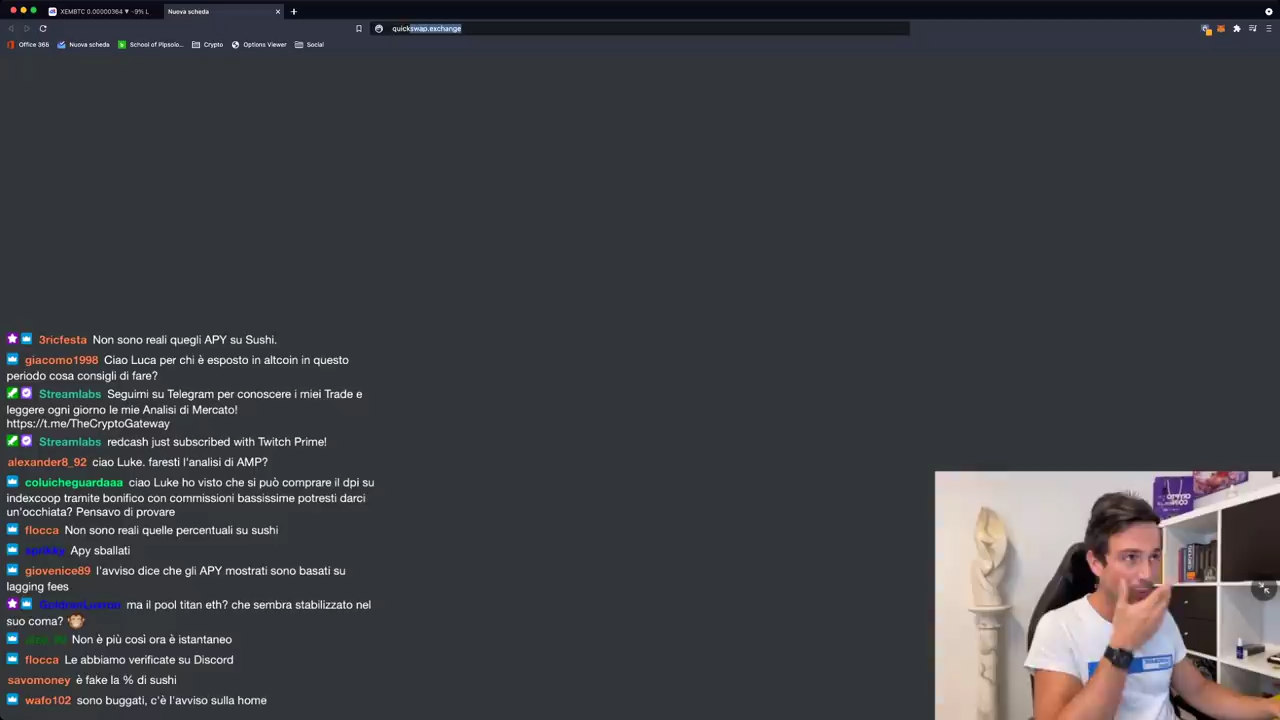 XEMBTC 0.00000364 ▼ -9% L
Nuova scheda
quickswap.exchange
Office 365
Nuova scheda
School of Pipsolo...
Crypto
Options Viewer
Social
3ricfesta Non sono reali quegli APY su Sushi.
giacomo1998 Ciao Luca per chi è esposto in altcoin in questo
periodo cosa consigli di fare?
Streamlabs Seguimi su Telegram per conoscere i miei Trade e
leggere ogni giorno le mie Analisi di Mercato!
https://t.me/TheCryptoGateway
Streamlabs redcash just subscribed with Twitch Prime!
alexander8_92 ciao Luke. faresti l'analisi di AMP?
coluicheguardaaa ciao Luke ho visto che si può comprare il dpi su
indexcoop tramite bonifico con commissioni bassissime potresti darci
un'occhiata? Pensavo di provare
flocca Non sono reali quelle percentuali su sushi
Apy sballati
giovenice89 l'avviso dice che gli APY mostrati sono basati su
lagging fees
ma il pool titan eth? che sembra stabilizzato nel
suo coma?
Non è più così ora è istantaneo
flocca Le abbiamo verificate su Discord
savomoney è fake la % di sushi
wafo102 sono buggati, c'è l'avviso sulla home